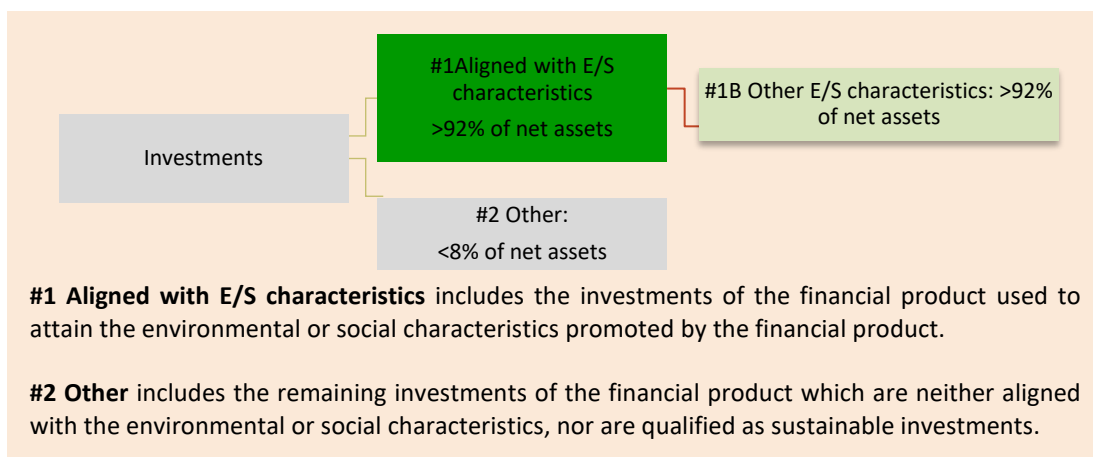 #1Aligned with E/S
characteristics
>92% of net assets
#1B Other E/S characteristics: >92%
of net assets
Investments
#2 Other:
<8% of net assets
#1 Aligned with E/S characteristics includes the investments of the financial product used to
attain the environmental or social characteristics promoted by the financial product.
#2 Other includes the remaining investments of the financial product which are neither aligned
with the environmental or social characteristics, nor are qualified as sustainable investments.